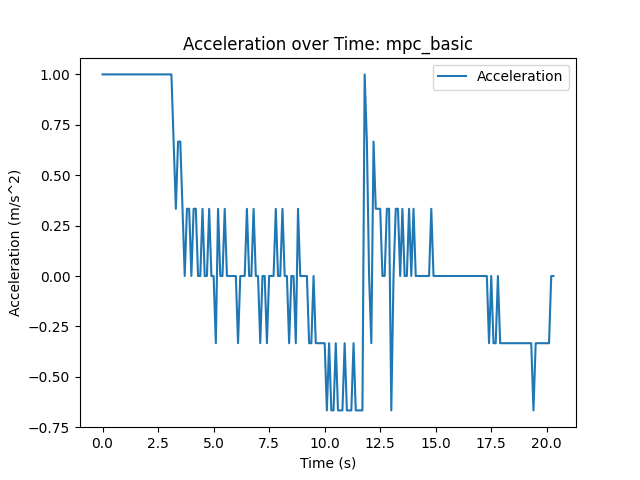 Acceleration over Time: mpc_basic
Acceleration
1.00
0.75
0.50
0.25
0.00
−0.25
−0.50
−0.75
Acceleration (m/s^2)
0.0 2.5 5.0 7.5 10.0 12.5 15.0 17.5 20.0
Time (s)